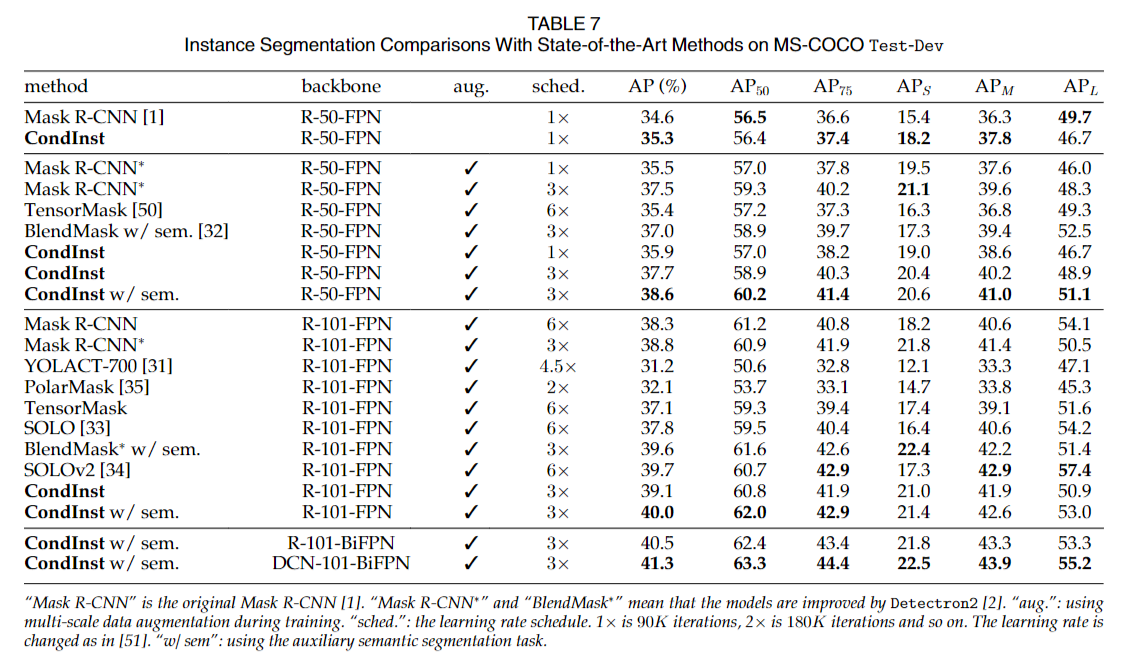 TABLE 7
Instance Segmentation Comparisons With State-of-the-Art Methods on MS-COCO Test-Dev
method backbone aug. sched. AP (%) AP50 AP75 APS APM APL
Mask R-CNN [1] R-50-FPN 1× 34.6 56.5 36.6 15.4 36.3 49.7
CondInst R-50-FPN 1× 35.3 56.4 37.4 18.2 37.8 46.7
Mask R-CNN* R-50-FPN ✓ 1× 35.5 57.0 37.8 19.5 37.6 46.0
Mask R-CNN* R-50-FPN ✓ 3× 37.5 59.3 40.2 21.1 39.6 48.3
TensorMask [50] R-50-FPN ✓ 6× 35.4 57.2 37.3 16.3 36.8 49.3
BlendMask w/ sem. [32] R-50-FPN ✓ 3× 37.0 58.9 39.7 17.3 39.4 52.5
CondInst R-50-FPN ✓ 1× 35.9 57.0 38.2 19.0 38.6 46.7
CondInst R-50-FPN ✓ 3× 37.7 58.9 40.3 20.4 40.2 48.9
CondInst w/ sem. R-50-FPN ✓ 3× 38.6 60.2 41.4 20.6 41.0 51.1
Mask R-CNN R-101-FPN ✓ 6× 38.3 61.2 40.8 18.2 40.6 54.1
Mask R-CNN* R-101-FPN ✓ 3× 38.8 60.9 41.9 21.8 41.4 50.5
YOLACT-700 [31] R-101-FPN ✓ 4.5× 31.2 50.6 32.8 12.1 33.3 47.1
PolarMask [35] R-101-FPN ✓ 2× 32.1 53.7 33.1 14.7 33.8 45.3
TensorMask R-101-FPN ✓ 6× 37.1 59.3 39.4 17.4 39.1 51.6
SOLO [33] R-101-FPN ✓ 6× 37.8 59.5 40.4 16.4 40.6 54.2
BlendMask* w/ sem. R-101-FPN ✓ 3× 39.6 61.6 42.6 22.4 42.2 51.4
SOLOv2 [34] R-101-FPN ✓ 6× 39.7 60.7 42.9 17.3 42.9 57.4
CondInst R-101-FPN ✓ 3× 39.1 60.8 41.9 21.0 41.9 50.9
CondInst w/ sem. R-101-FPN ✓ 3× 40.0 62.0 42.9 21.4 42.6 53.0
CondInst w/ sem. R-101-BiFPN ✓ 3× 40.5 62.4 43.4 21.8 43.3 53.3
CondInst w/ sem. DCN-101-BiFPN ✓ 3× 41.3 63.3 44.4 22.5 43.9 55.2
“Mask R-CNN” is the original Mask R-CNN [1]. “Mask R-CNN*” and “BlendMask*” mean that the models are improved by Detectron2 [2]. “aug.”: using
multi-scale data augmentation during training. “sched.”: the learning rate schedule. 1× is 90K iterations, 2× is 180K iterations and so on. The learning rate is
changed as in [51]. “w/ sem”: using the auxiliary semantic segmentation task.